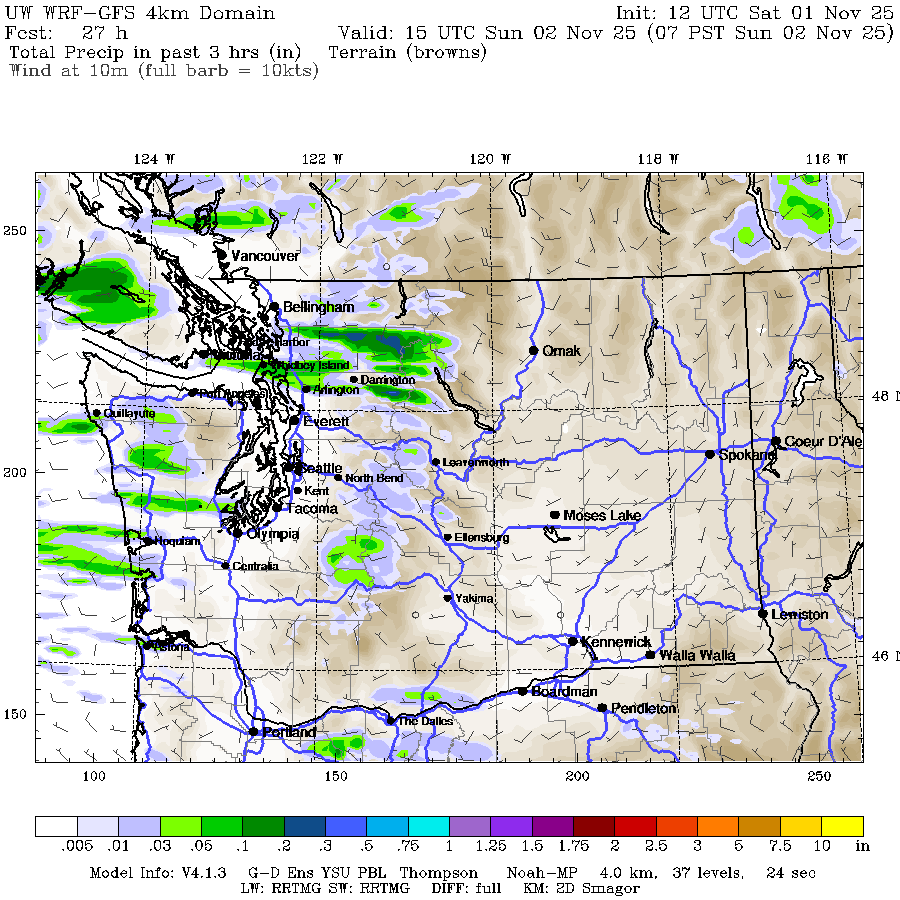 UW WRF-GFS 4km Domain Init: 12 UTC Sat 01 Nov 25
Fcst: 27 h Valid: 15 UTC Sun 02 Nov 25 (07 PST Sun 02 Nov 25)
Total Precip in past 3 hrs (in) Terrain (browns)
Wind at 10m (full barb = 10kts)
124 W 122 W 120 W 118 W 116 W
250
Vancouver
Bellingham
Harbor
Omak
Whidbey Island
Darrington
Arlington
Port Angeles
48 N
Quillayute
Everett
Coeur D'Ale
Spokane
Leavenworth
200
Seattle
North Bend
Kent
Tacoma
Moses Lake
Olympia
Ellensburg
Hoquiam
Centralia
Yakima
Lewiston
Kennewick
Astoria
Walla Walla
46 N
Boardman
Pendleton
150
The Dalles
Portland
100 150 200 250
.005 .01 .03 .05 .1 .2 .3 .5 .75 1 1.25 1.5 1.75 2 2.5 3 5 7.5 10 in
Model Info: V4.1.3 G-D Ens YSU PBL Thompson Noah-MP 4.0 km, 37 levels, 24 sec
LW: RRTMG SW: RRTMG DIFF: full KM: 2D Smagor